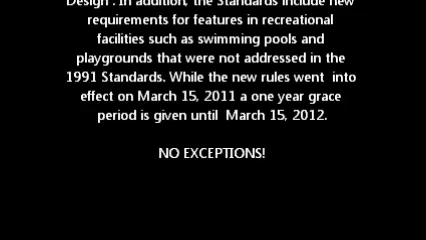 Design . In addition, the Standards include new
requirements for features in recreational
facilities such as swimming pools and
playgrounds that were not addressed in the
1991 Standards. While the new rules went  into
effect on March 15, 2011 a one year grace
period is given until  March 15, 2012.
NO EXCEPTIONS!